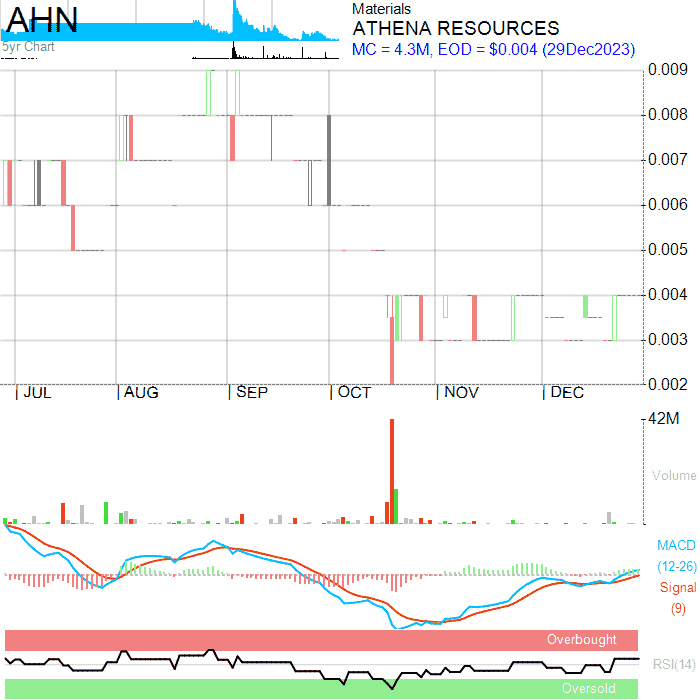 AHN
5yr Chart
Materials
ATHENA RESOURCES
MC = 4.3M, EOD = $0.004 (29Dec2023)
0.009
0.008
0.007
0.006
0.005
0.004
0.003
0.002
| JUL | AUG | SEP | OCT | NOV | DEC
42M
Volume
MACD
(12-26)
Signal
(9)
Overbought
RSI(14)
Oversold